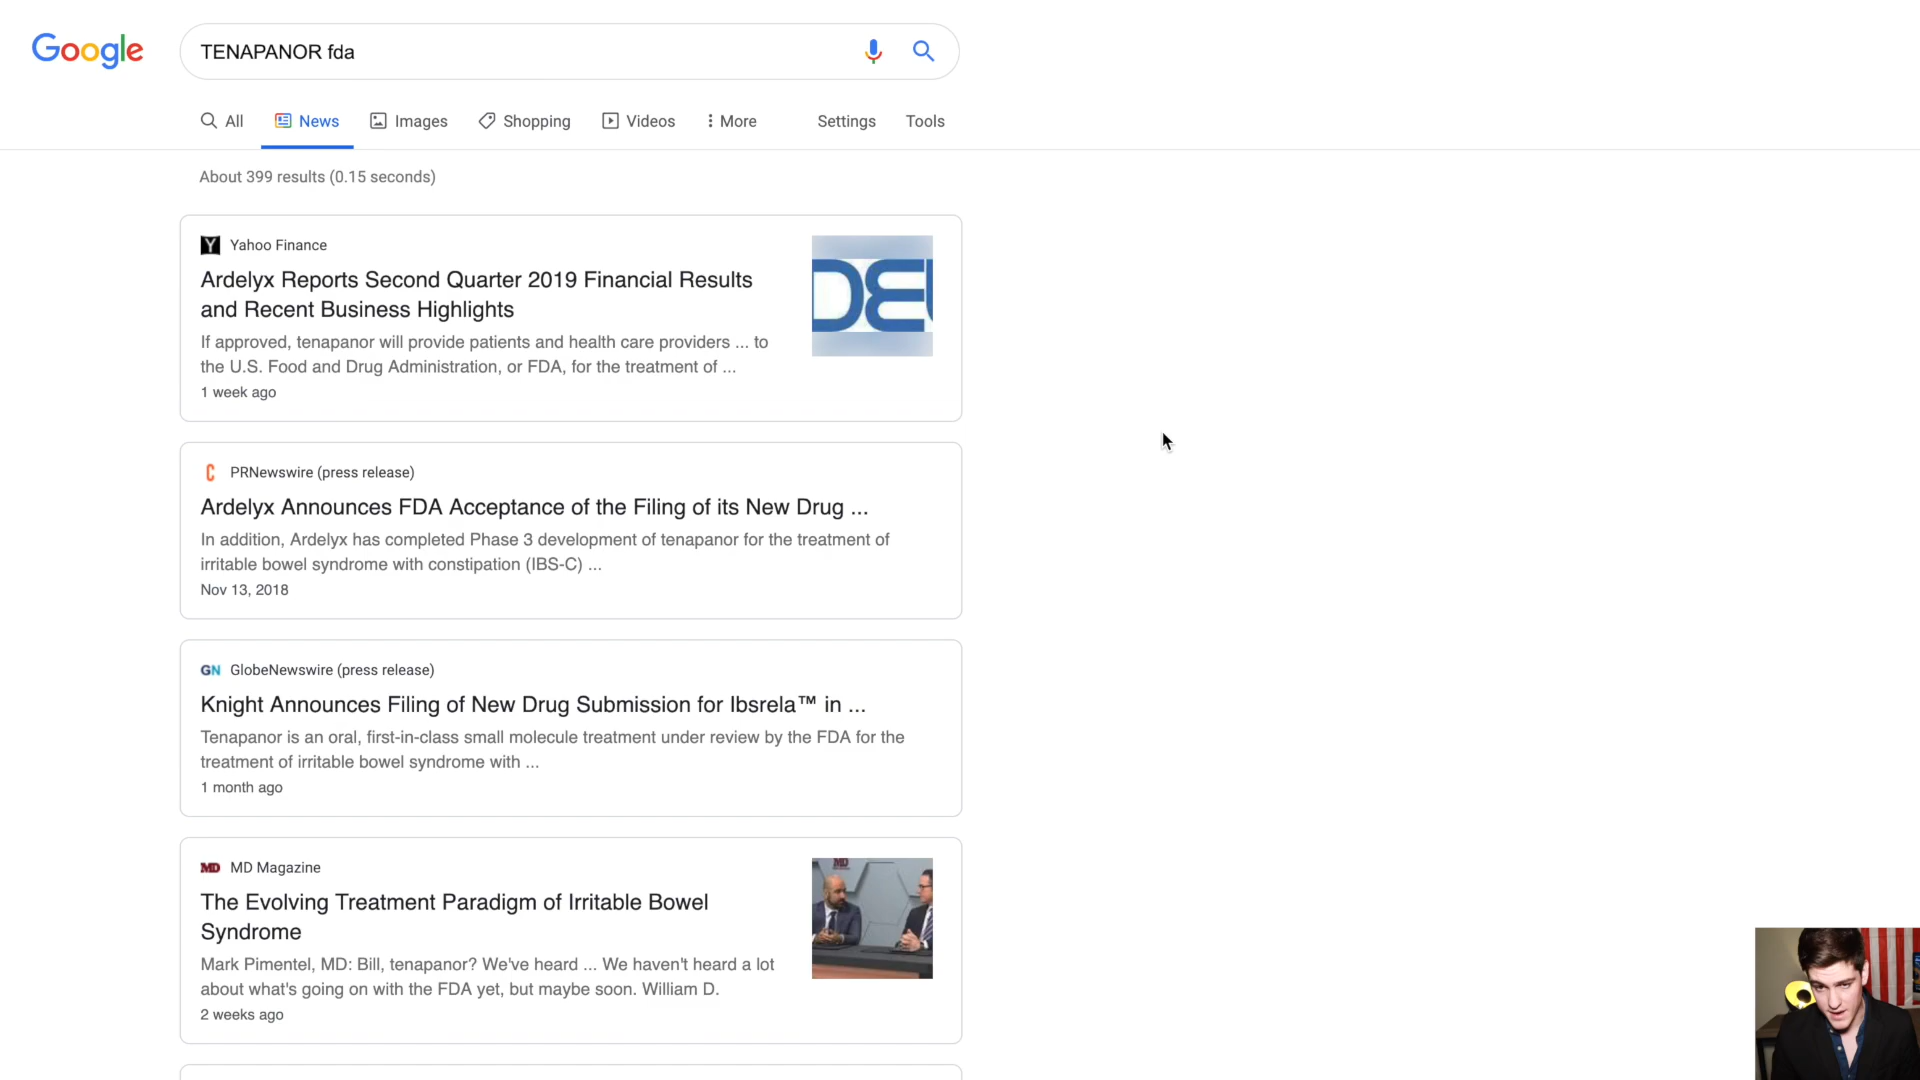 Google
TENAPANOR fda
All
News
Images
Shopping
Videos
More
Settings
Tools
About 399 results (0.15 seconds)
Yahoo Finance
Ardelyx Reports Second Quarter 2019 Financial Results
and Recent Business Highlights
If approved, tenapanor will provide patients and health care providers ... to
the U.S. Food and Drug Administration, or FDA, for the treatment of ...
1 week ago
PRNewswire (press release)
Ardelyx Announces FDA Acceptance of the Filing of its New Drug ...
In addition, Ardelyx has completed Phase 3 development of tenapanor for the treatment of
irritable bowel syndrome with constipation (IBS-C) ...
Nov 13, 2018
GN GlobeNewswire (press release)
Knight Announces Filing of New Drug Submission for Ibsrela™ in ...
Tenapanor is an oral, first-in-class small molecule treatment under review by the FDA for the
treatment of irritable bowel syndrome with ...
1 month ago
MD MD Magazine
The Evolving Treatment Paradigm of Irritable Bowel
Syndrome
Mark Pimentel, MD: Bill, tenapanor? We've heard ... We haven't heard a lot
about what's going on with the FDA yet, but maybe soon. William D.
2 weeks ago
MD